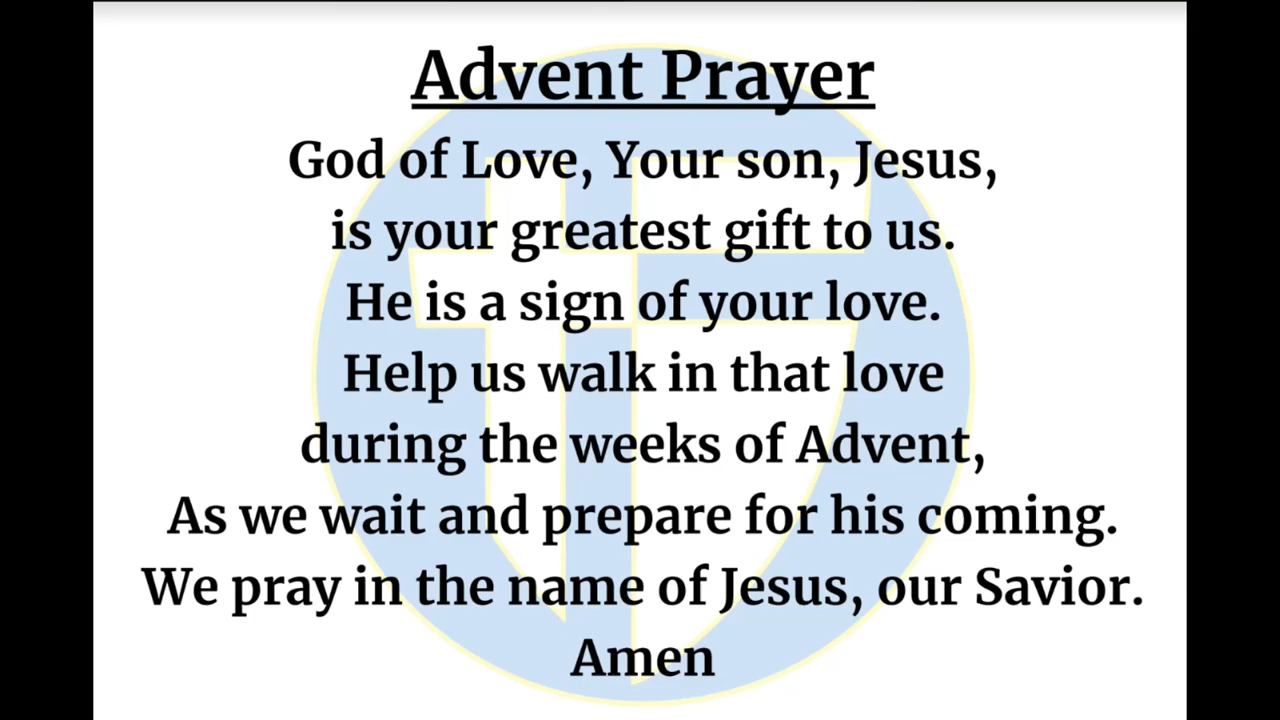 Advent Prayer
God of Love, Your son, Jesus,
is your greatest gift to us.
He is a sign of your love.
Help us walk in that love
during the weeks of Advent,
As we wait and prepare for his coming.
We pray in the name of Jesus, our Savior.
Amen